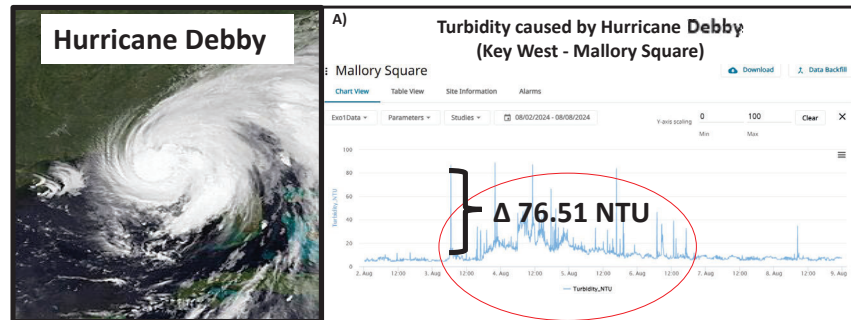 Hurricane Debby
A)
Turbidity caused by Hurricane Debby
(Key West - Mallory Square)
Mallory Square
Download
Data Backfill
Chart View
Table View
Site Information
Alarms
Exo1Data
Parameters
Studies
08/02/2024 - 08/08/2024
Y-axis scaling
0
100
Clear
X
Min
Max
100
80
60
40
20
0
Turbidity_NTU
Δ 76.51 NTU
2. Aug
12:00
3. Aug
12:00
4. Aug
12:00
5. Aug
12:00
6. Aug
12:00
7. Aug
12:00
8. Aug
12:00
9. Aug
Turbidity_NTU